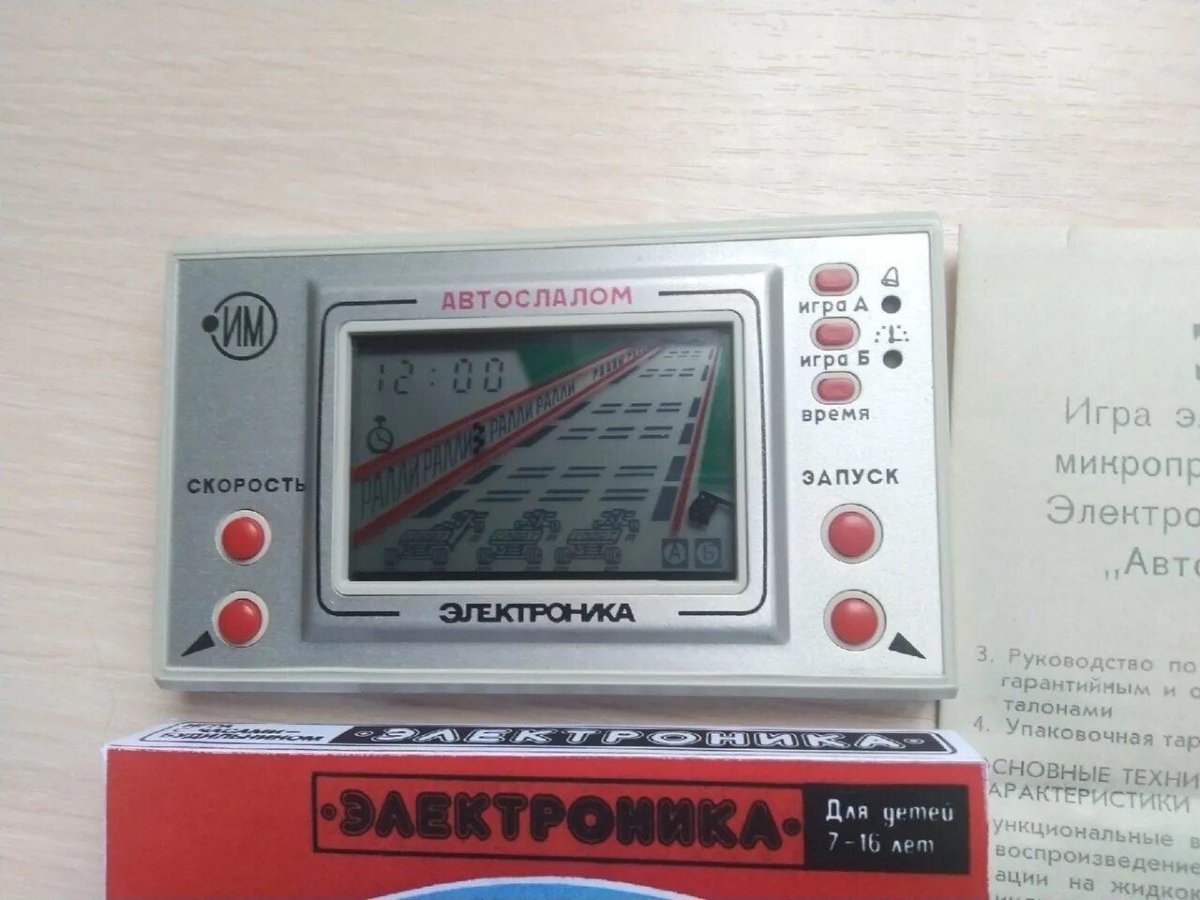 ИМ
АВТОСЛАЛОМ
12:00
РАЛЛИ РАЛЛИ РАЛЛИ РАЛЛИ РАЛЛИ
А Б
ЭЛЕКТРОНИКА
СКОРОСТЬ
игра А
игра Б
время
ЗАПУСК
Игра
микропр
Электро
„Авто
3. Руководство по
гарантийным и
талонами
4. Упаковочная тар
ОСНОВНЫЕ ТЕХНИ
АРАКТЕРИСТИКИ
ункциональные в
воспроизведение
ации на жидкок
·ЭЛЕКТРОНИКА·
·ЭЛЕКТРОНИКА·
Для детей
7-16 лет